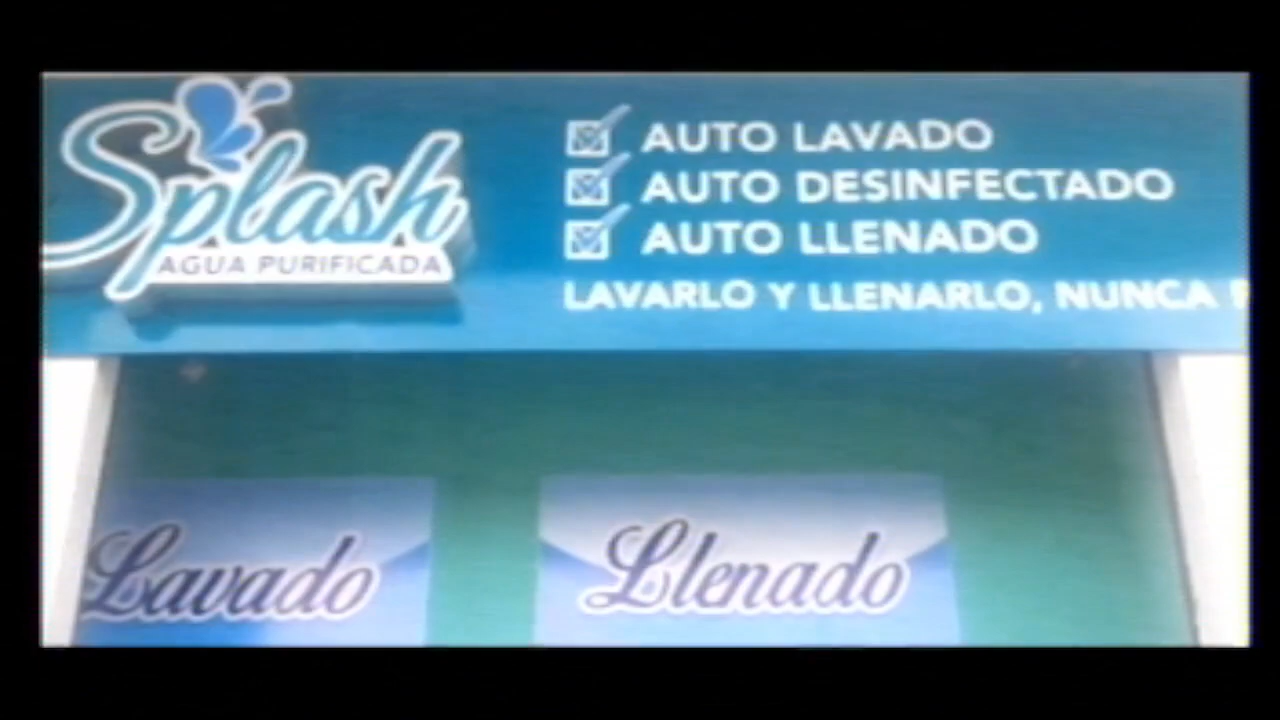 Splash
AGUA PURIFICADA
AUTO LAVADO
AUTO DESINFECTADO
AUTO LLENADO
LAVARLO Y LLENARLO, NUNCA
Lavado
Llenado